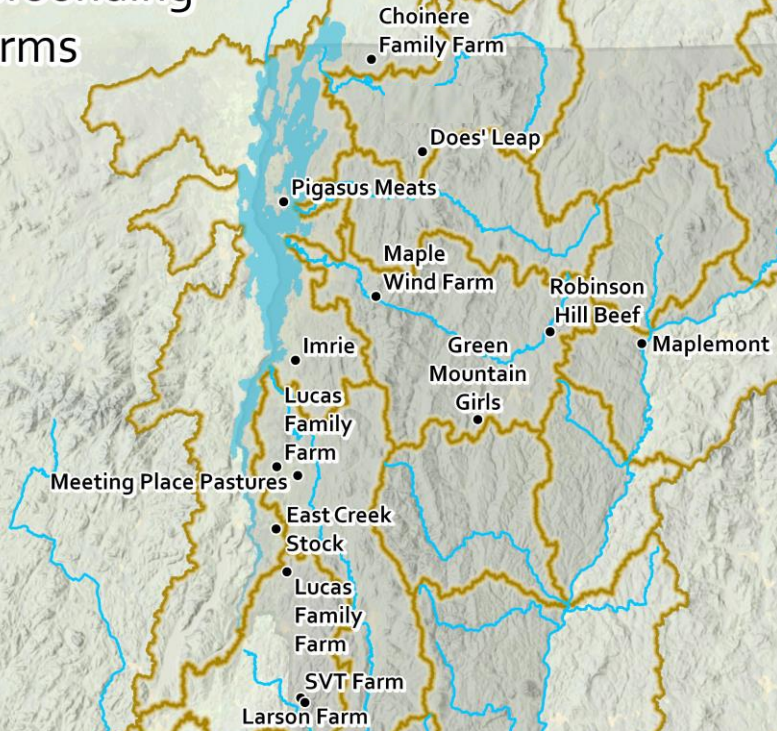 rms
Choinere
Family Farm
Does' Leap
Pigasus Meats
Maple
Wind Farm
Robinson
Hill Beef
Imrie
Green
Mountain
Girls
Maplemont
Lucas
Family
Farm
Meeting Place Pastures
East Creek
Stock
Lucas
Family
Farm
SVT Farm
Larson Farm